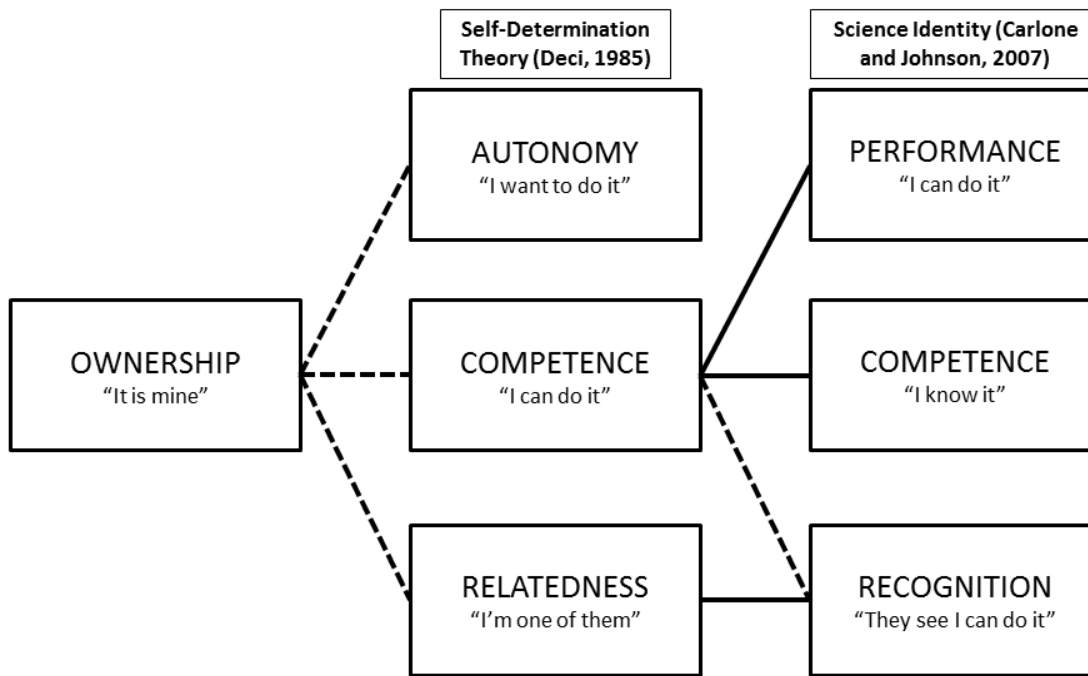 Self-Determination
Theory (Deci, 1985)
Science Identity (Carlone
and Johnson, 2007)
AUTONOMY
“I want to do it”
PERFORMANCE
“I can do it”
OWNERSHIP
“It is mine”
COMPETENCE
“I can do it”
COMPETENCE
“I know it”
RELATEDNESS
“I’m one of them”
RECOGNITION
“They see I can do it”